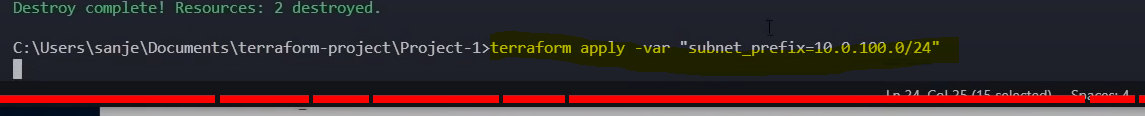 Destroy complete! Resources: 2 destroyed.
C:\Users\sanje\Documents\terraform-project\Project-1>terraform apply -var "subnet_prefix=10.0.100.0/24"
Ln 24, Col 25 (15 selected) Spaces: 4